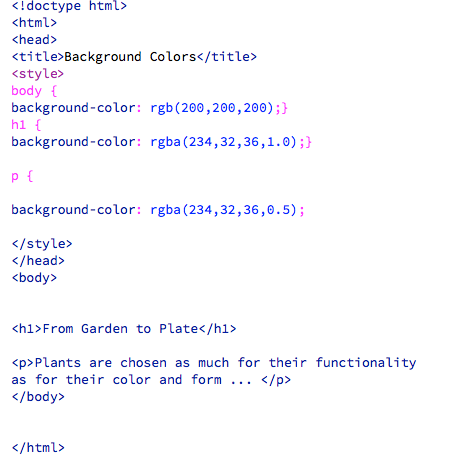 <!doctype html>
<html>
<head>
<title>Background Colors</title>
<style>
body {
background-color: rgb(200,200,200);}
h1 {
background-color: rgba(234,32,36,1.0);}
p {
background-color: rgba(234,32,36,0.5);
</style>
</head>
<body>
<h1>From Garden to Plate</h1>
<p>Plants are chosen as much for their functionality
as for their color and form ... </p>
</body>
</html>